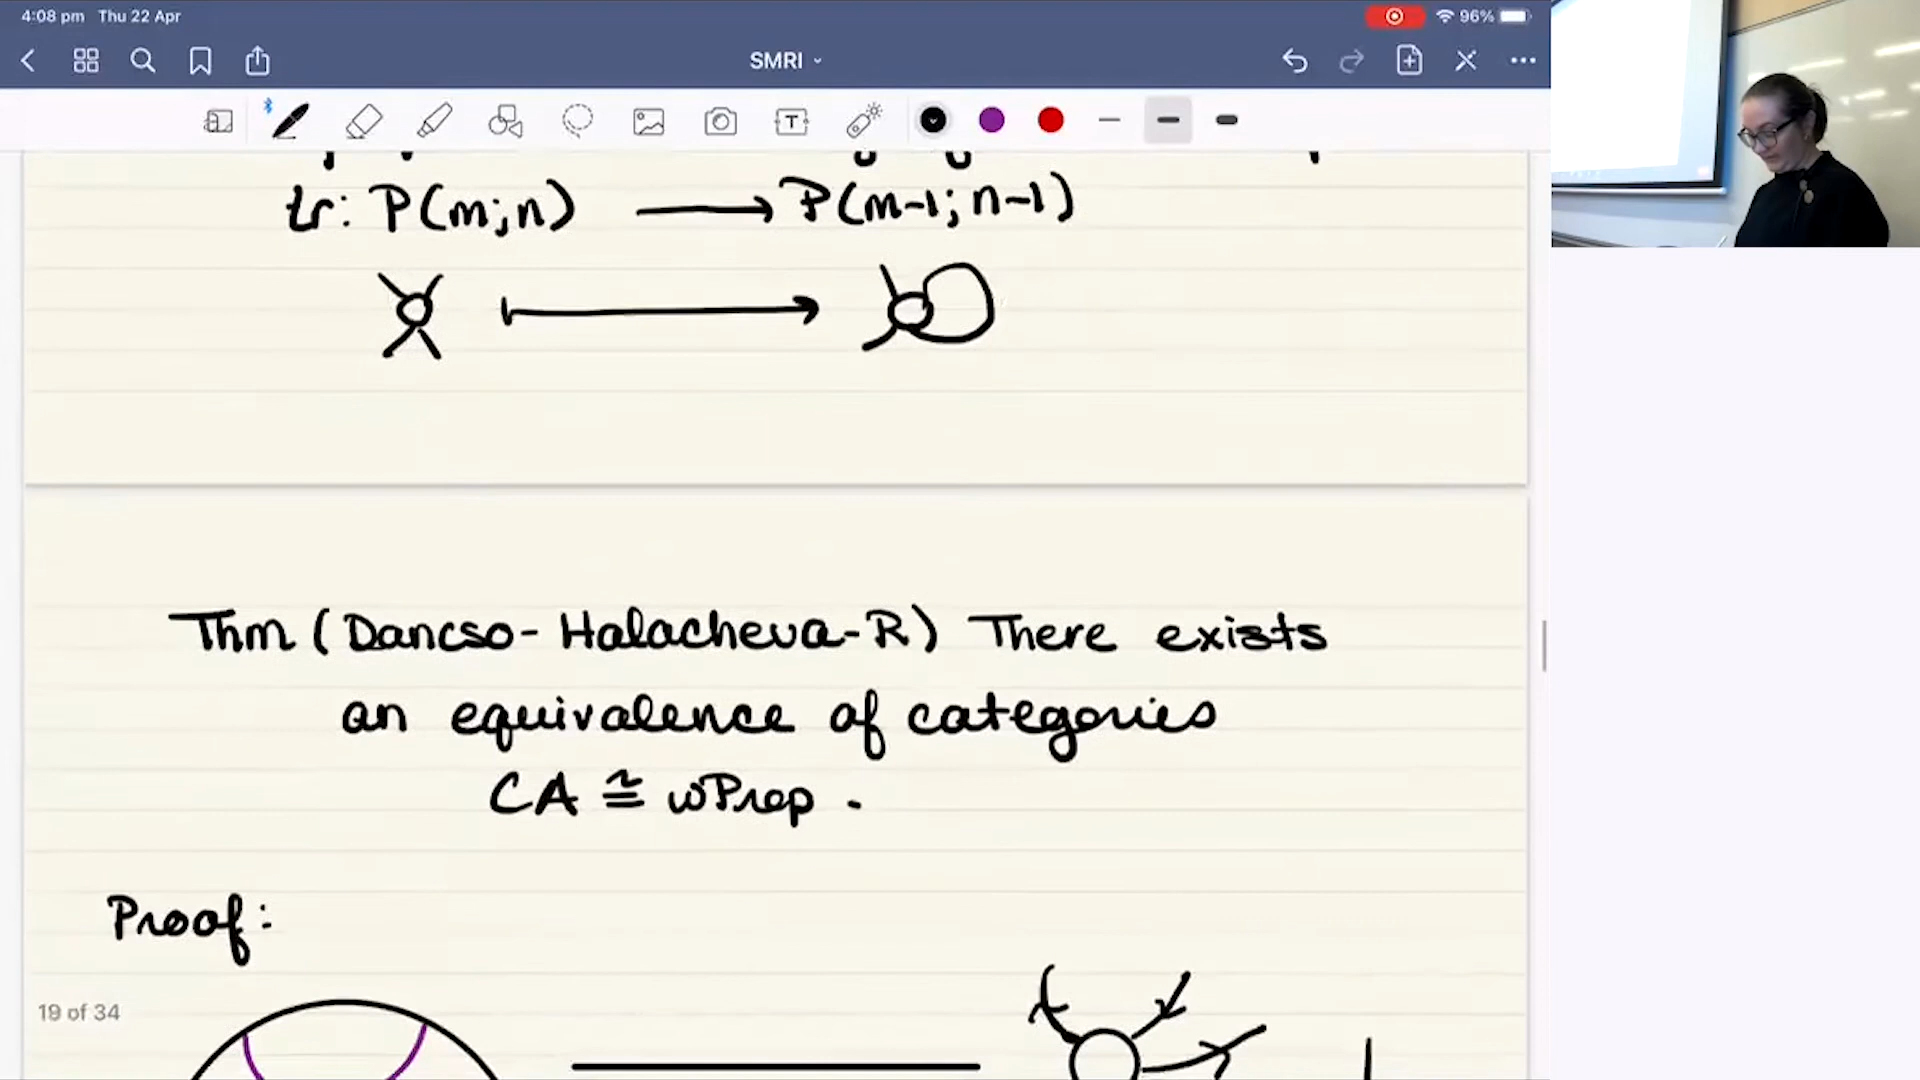 4:08 pm Thu 22 Apr
96%
SMRI
T
tr: P(m;n) → P(m-1; n-1)
Thm (Dancso-Halacheva-R) There exists
an equivalence of categories
CA ≅ wProp.
Proof:
19 of 34